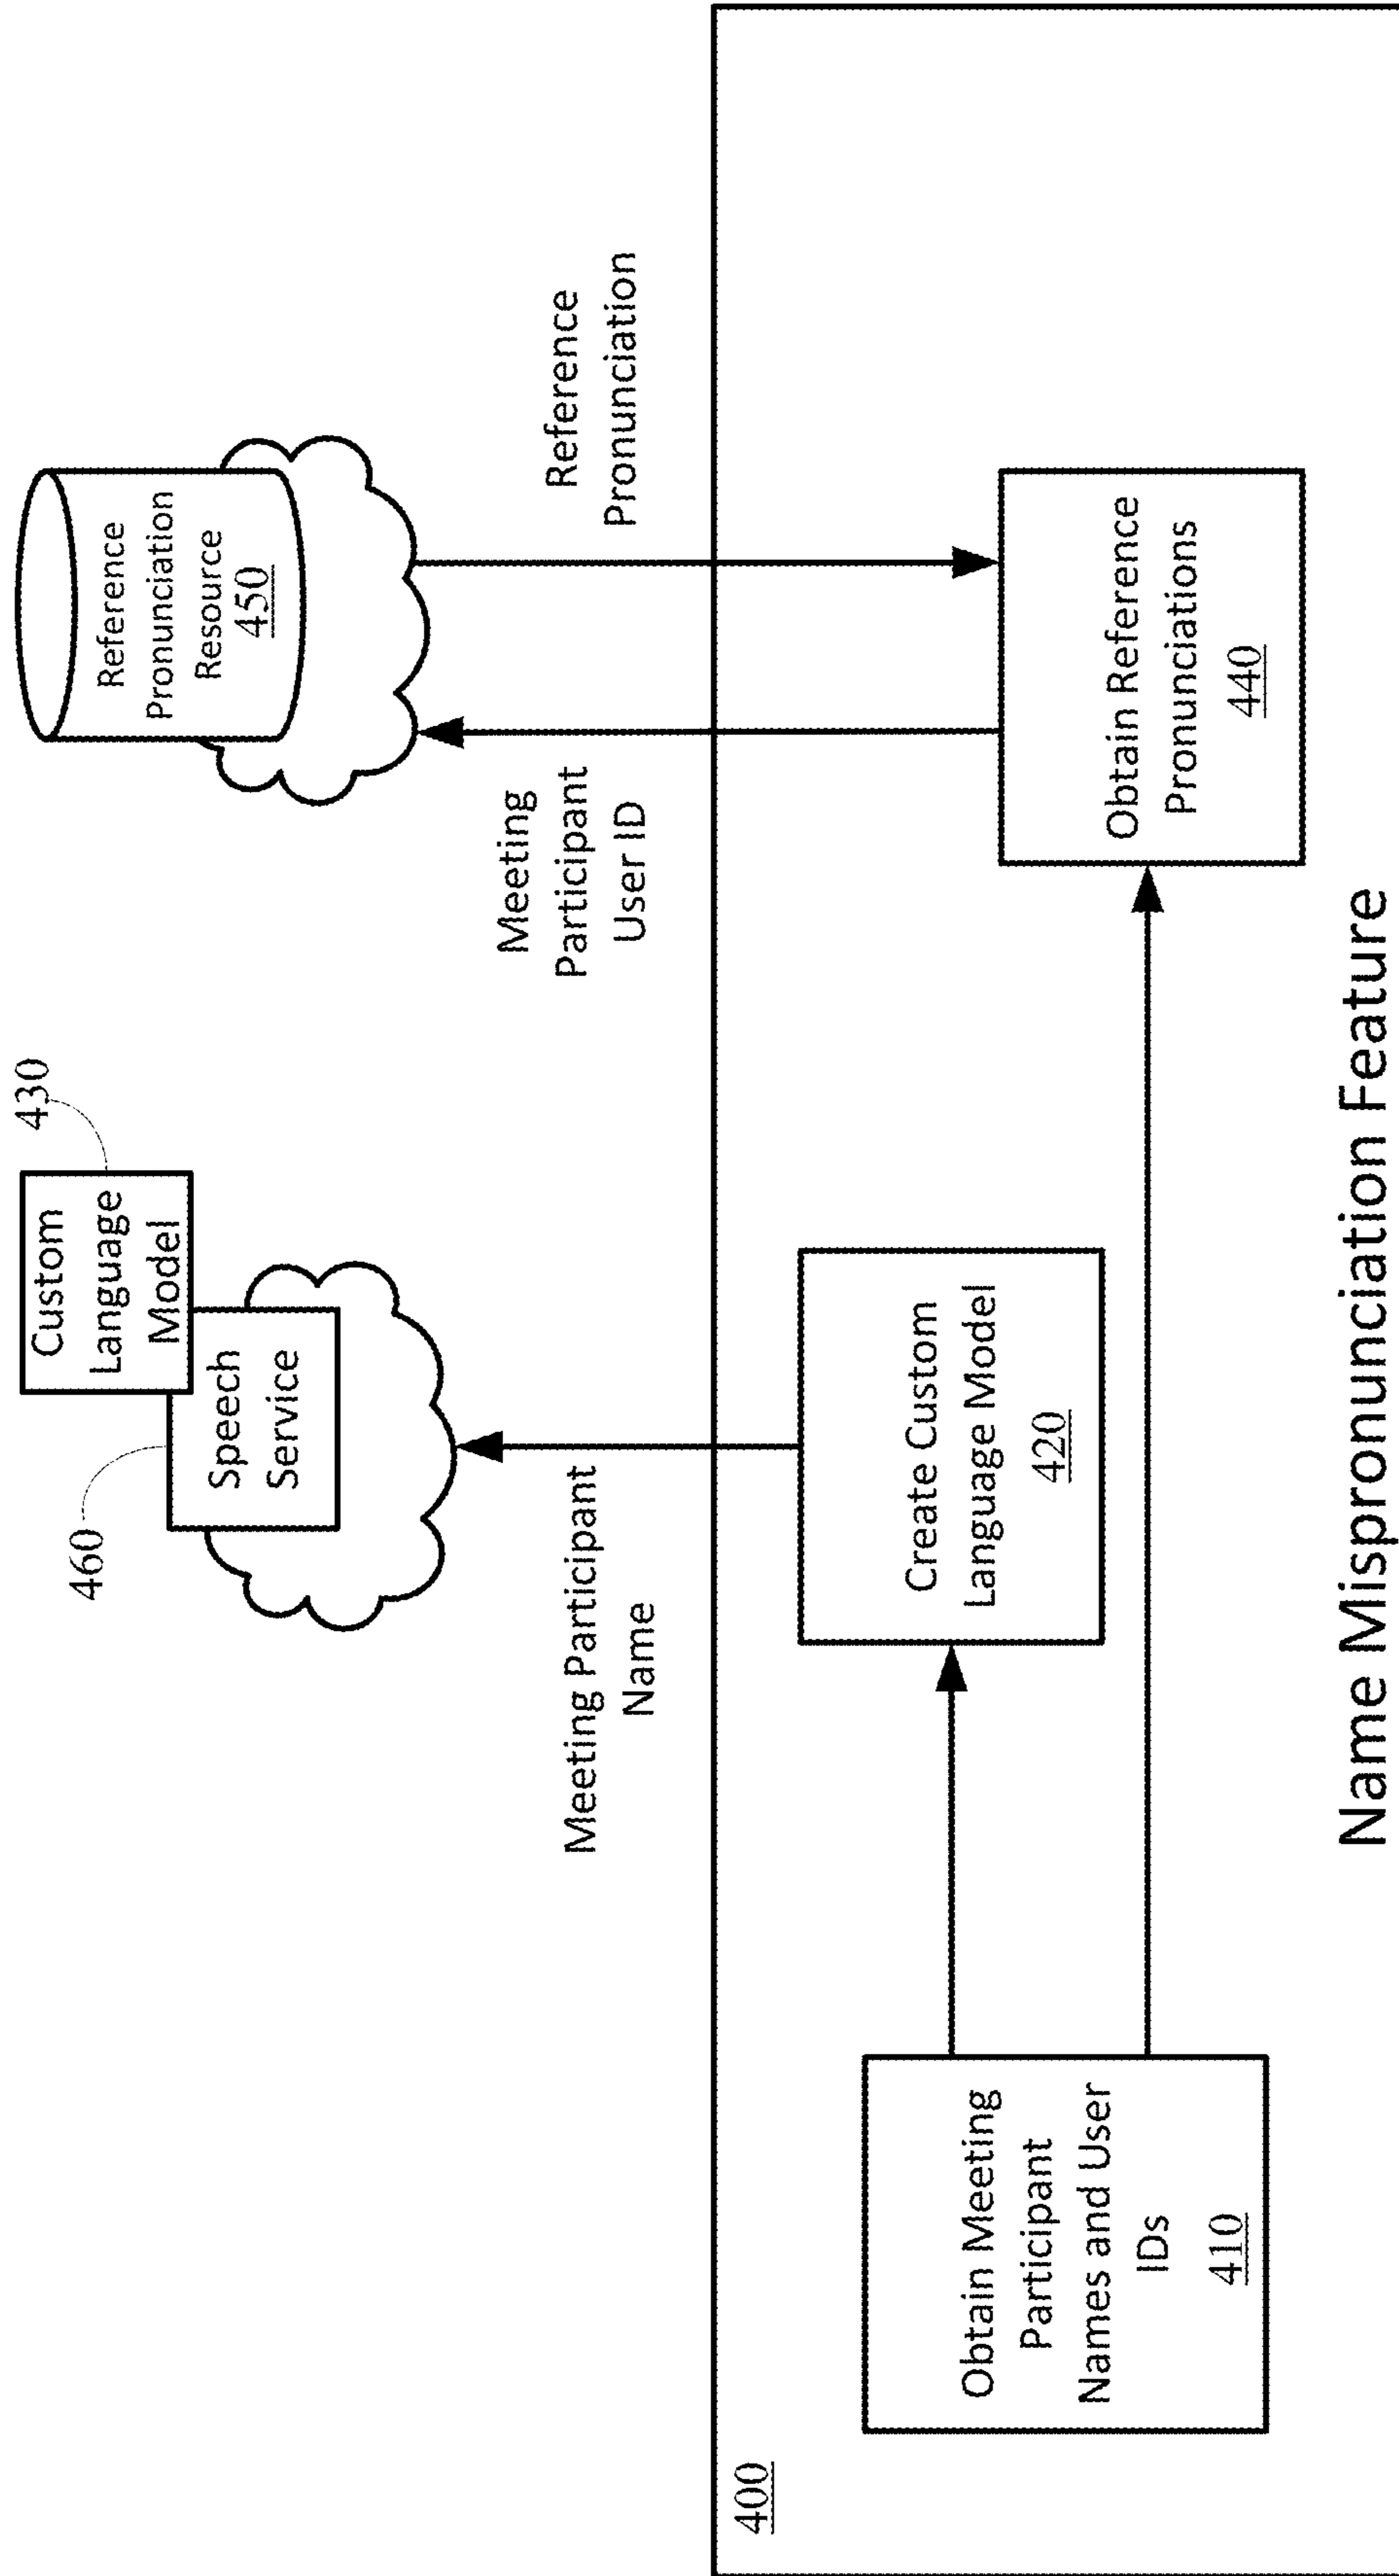 460
430
Custom
Language
Model
Speech
Service
Reference
Pronunciation
Resource
450
Meeting Participant
Name
Meeting
Participant
User ID
Reference
Pronunciation
400
Obtain Meeting
Participant
Names and User
IDs
410
Create Custom
Language Model
420
Obtain Reference
Pronunciations
440
Name Mispronunciation Feature